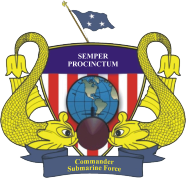 SEMPER
PROCINCTUM
Commander
Submarine Force